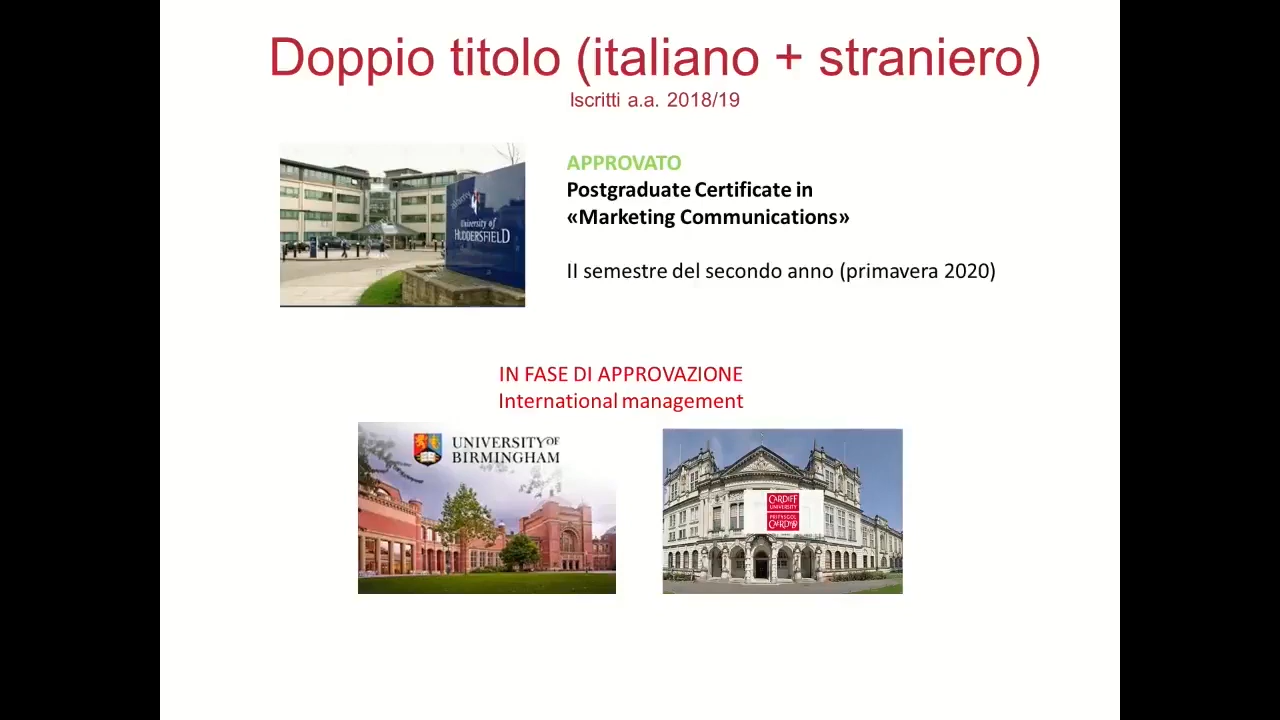 Doppio titolo (italiano + straniero)
Iscritti a.a. 2018/19
APPROVATO
Postgraduate Certificate in
«Marketing Communications»
II semestre del secondo anno (primavera 2020)
University of
HUDDERSFIELD
IN FASE DI APPROVAZIONE
International management
UNIVERSITY OF
BIRMINGHAM
CARDIFF
UNIVERSITY
PRIFYSGOL
CAERDYDD